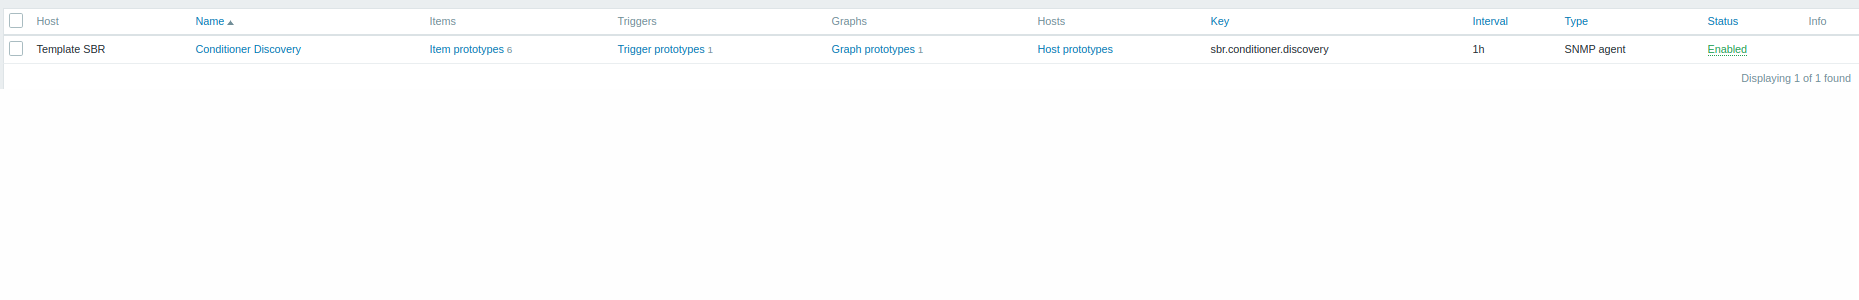 Host Name Items Triggers Graphs Hosts Key Interval Type Status Info
Template SBR Conditioner Discovery Item prototypes 6 Trigger prototypes 1 Graph prototypes 1 Host prototypes sbr.conditioner.discovery 1h SNMP agent Enabled
Displaying 1 of 1 found